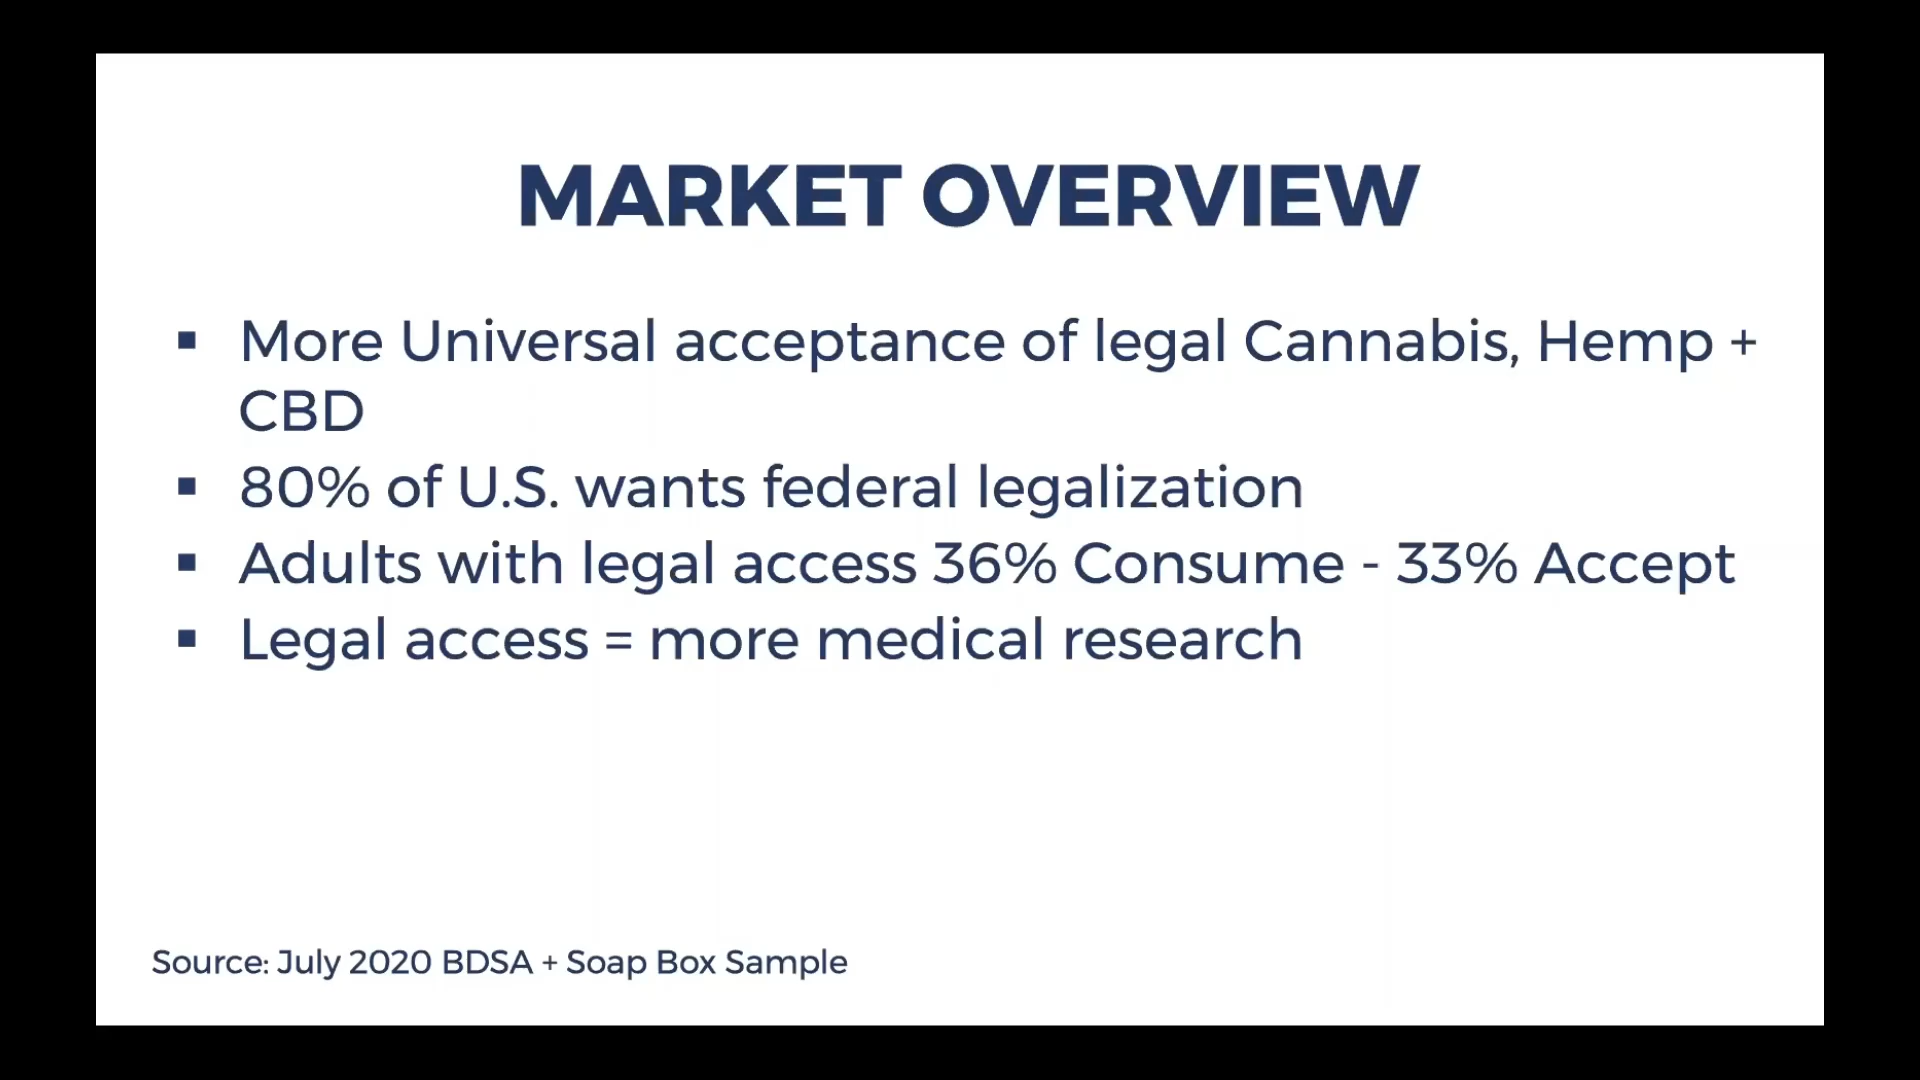 MARKET OVERVIEW
▪ More Universal acceptance of legal Cannabis, Hemp +
CBD
▪ 80% of U.S. wants federal legalization
▪ Adults with legal access 36% Consume - 33% Accept
▪ Legal access = more medical research
Source: July 2020 BDSA + Soap Box Sample